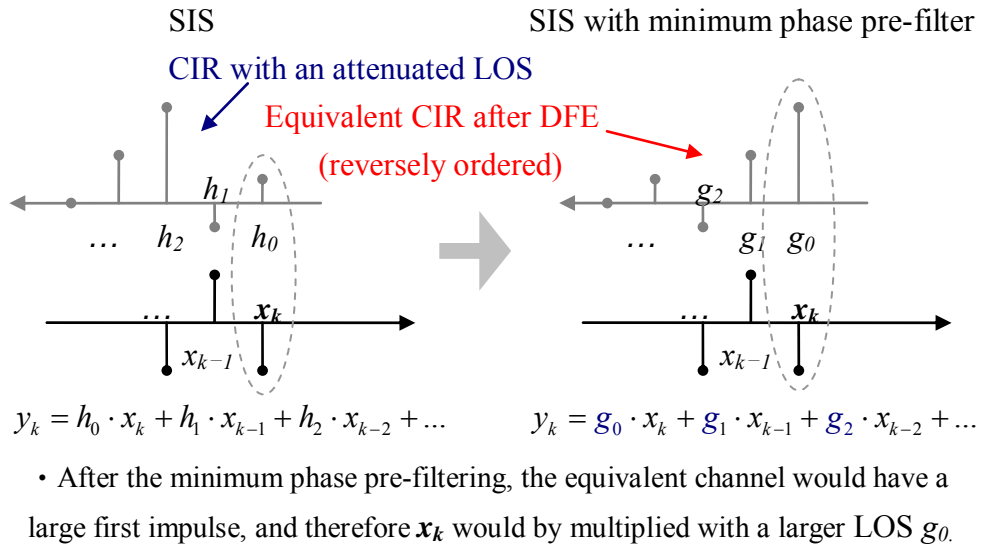 SIS
SIS with minimum phase pre-filter
CIR with an attenuated LOS
Equivalent CIR after DFE
(reversely ordered)
h₁
... h₂ h₀
g₂
... g₁ g₀
... xₖ
xₖ₋₁
... xₖ
xₖ₋₁
yₖ = h₀ · xₖ + h₁ · xₖ₋₁ + h₂ · xₖ₋₂ + ...
yₖ = g₀ · xₖ + g₁ · xₖ₋₁ + g₂ · xₖ₋₂ + ...
・After the minimum phase pre-filtering, the equivalent channel would have a
large first impulse, and therefore xₖ would by multiplied with a larger LOS g₀.